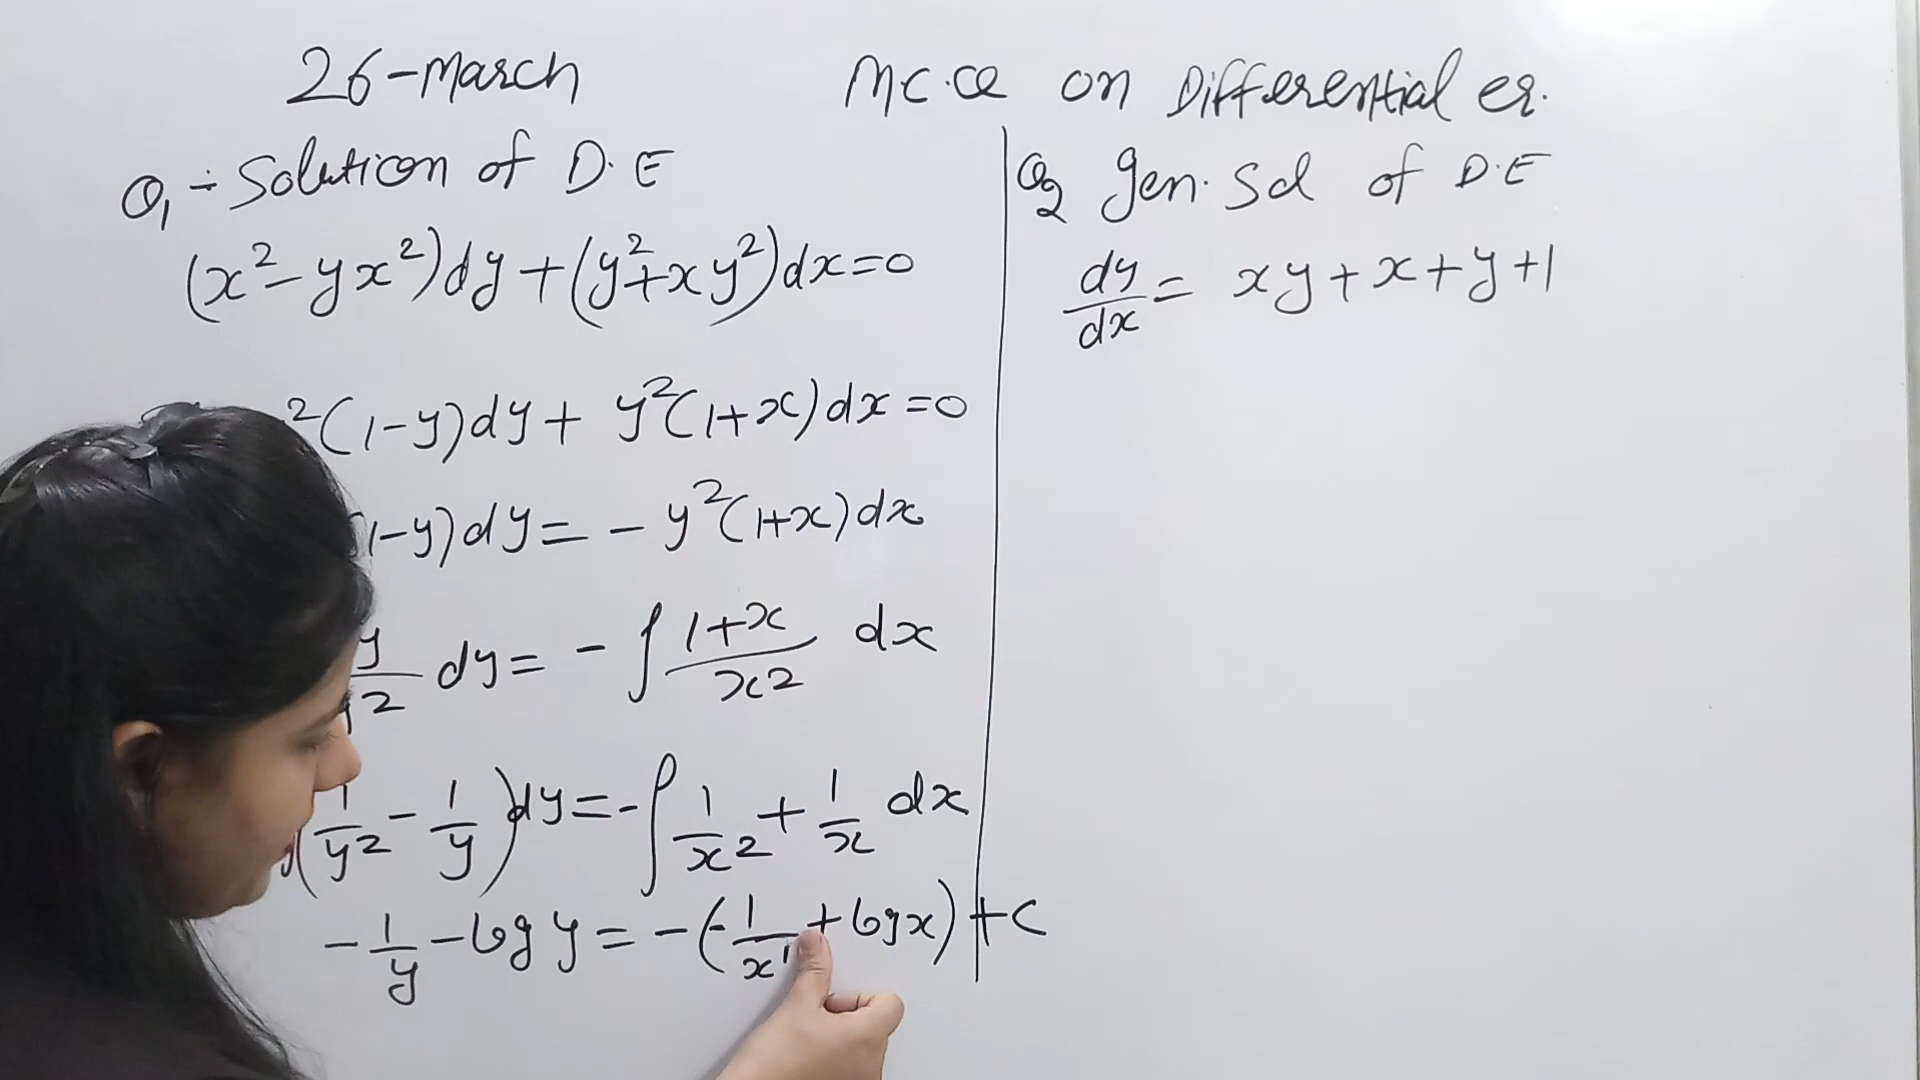 26-March
M.C.Q on Differential eq.
Q1 ÷ Solution of D.E
(x²-yx²)dy+(y²+xy²)dx=0
²(1-y)dy+ y²(1+x)dx=0
1-y)dy= -y²(1+x)dx
y/2 dy= -∫ 1+x/x2 dx
(1/y2 - 1/y)dy=-∫ 1/x2 + 1/x dx
-1/y -log y = -(-1/x1 + log x)+c
Q2 Gen. Sol of D.E
dy/dx = xy+x+y+1